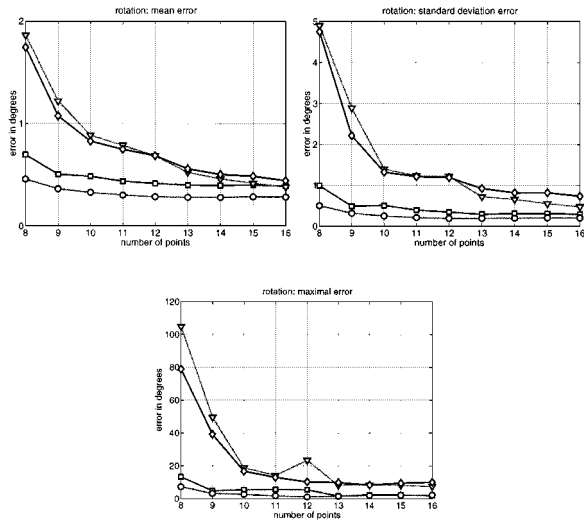 rotation: mean error
2
1
0
error in degrees
8 9 10 11 12 13 14 15 16
number of points
rotation: standard deviation error
5
4
3
2
1
0
error in degrees
8 9 10 11 12 13 14 15 16
number of points
rotation: maximal error
120
100
80
60
40
20
0
error in degrees
8 9 10 11 12 13 14 15 16
number of points